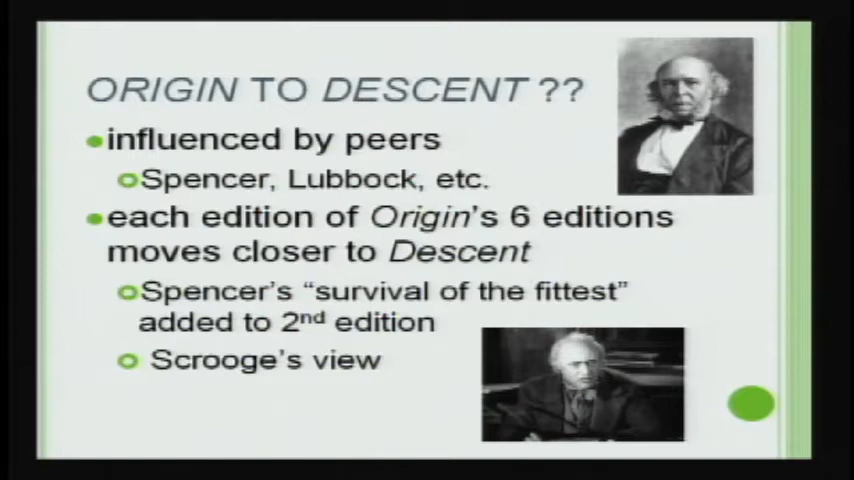 ORIGIN TO DESCENT ??
influenced by peers
Spencer, Lubbock, etc.
each edition of Origin's 6 editions
moves closer to Descent
Spencer's "survival of the fittest"
added to 2nd edition
Scrooge's view